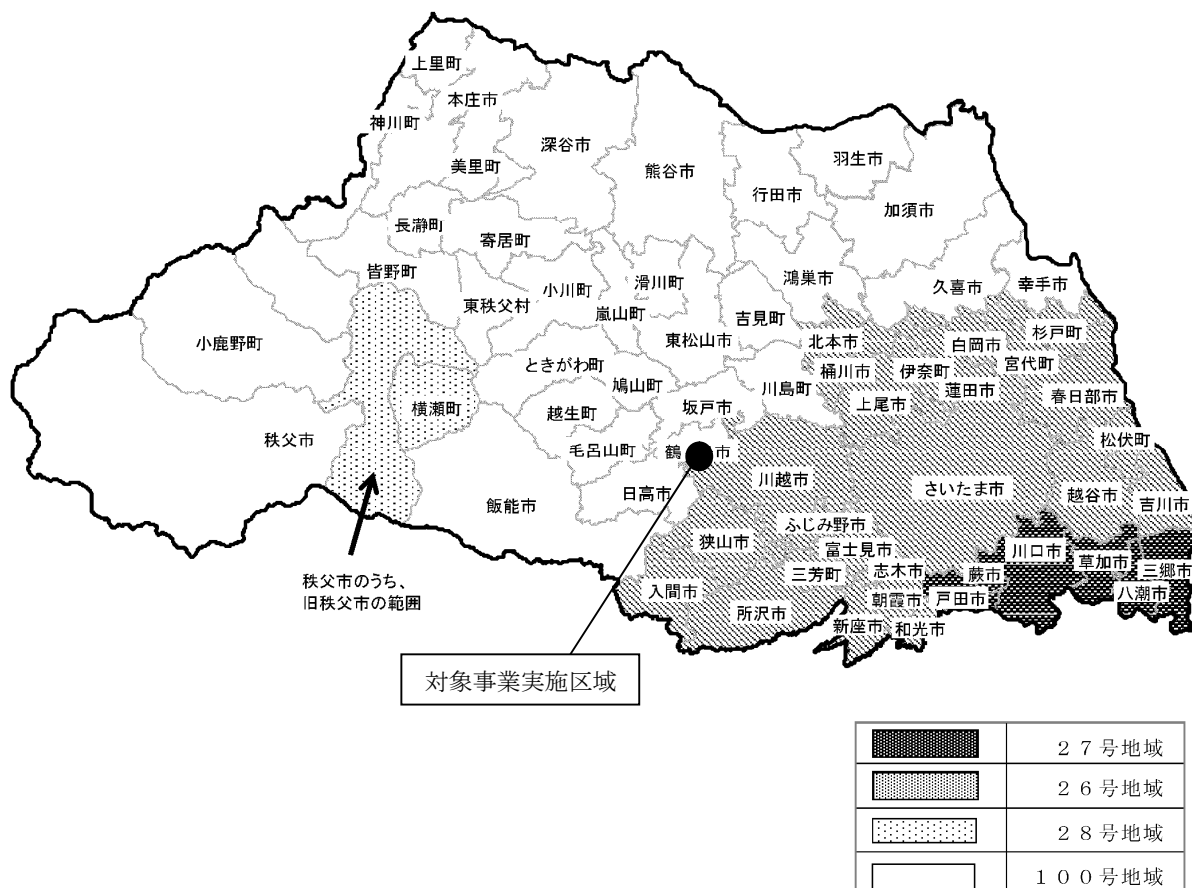 上里町
本庄市
神川町
深谷市
美里町
熊谷市
羽生市
行田市
加須市
長瀞町
寄居町
皆野町
東秩父村
小川町
滑川町
嵐山町
鴻巣市
久喜市
幸手市
吉見町
小鹿野町
東松山市
北本市
杉戸町
白岡市
宮代町
ときがわ町
鳩山町
桶川市
伊奈町
蓮田市
川島町
春日部市
横瀬町
越生町
坂戸市
上尾市
秩父市
毛呂山町
鶴 市
松伏町
川越市
さいたま市
飯能市
日高市
越谷市
吉川市
ふじみ野市
狭山市
富士見市
川口市
草加市
三郷市
三芳町
志木市
蕨市
入間市
朝霞市
戸田市
八潮市
所沢市
新座市
和光市
秩父市のうち、
旧秩父市の範囲
対象事業実施区域
27号地域
26号地域
28号地域
100号地域